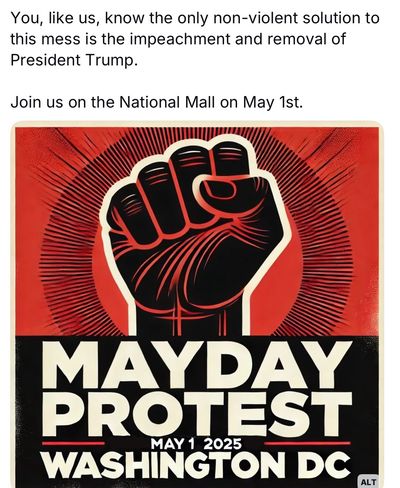 You, like us, know the only non-violent solution to
this mess is the impeachment and removal of
President Trump.
Join us on the National Mall on May 1st.
MAYDAY
PROTEST
MAY 1 2025
WASHINGTON DC
ALT